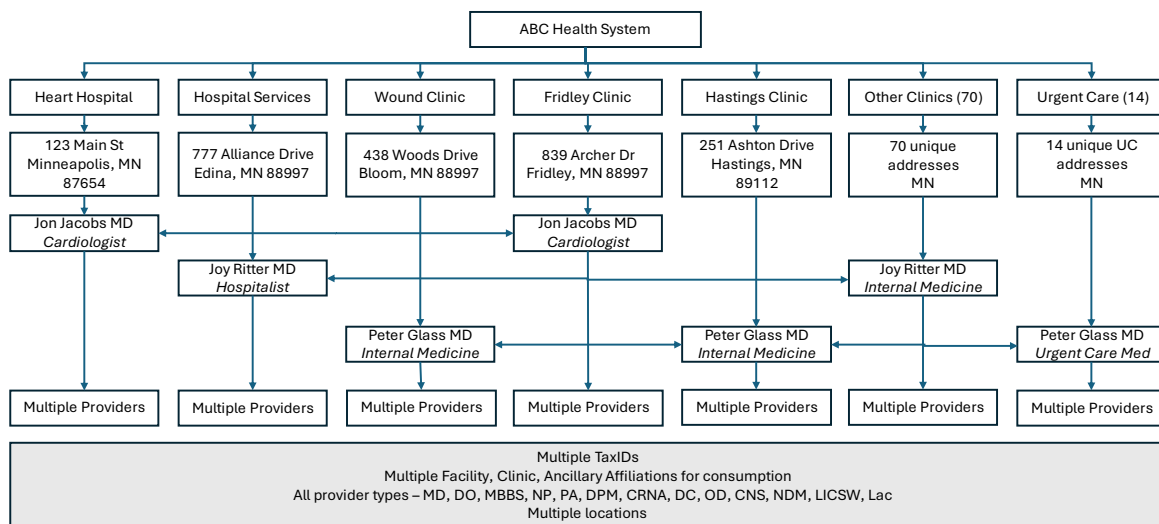 ABC Health System
Heart Hospital
Hospital Services
Wound Clinic
Fridley Clinic
Hastings Clinic
Other Clinics (70)
Urgent Care (14)
123 Main St
Minneapolis, MN
87654
777 Alliance Drive
Edina, MN 88997
438 Woods Drive
Bloom, MN 88997
839 Archer Dr
Fridley, MN 88997
251 Ashton Drive
Hastings, MN
89112
70 unique
addresses
MN
14 unique UC
addresses
MN
Jon Jacobs MD
Cardiologist
Jon Jacobs MD
Cardiologist
Joy Ritter MD
Hospitalist
Joy Ritter MD
Internal Medicine
Peter Glass MD
Internal Medicine
Peter Glass MD
Internal Medicine
Peter Glass MD
Urgent Care Med
Multiple Providers
Multiple Providers
Multiple Providers
Multiple Providers
Multiple Providers
Multiple Providers
Multiple Providers
Multiple TaxIDs
Multiple Facility, Clinic, Ancillary Affiliations for consumption
All provider types – MD, DO, MBBS, NP, PA, DPM, CRNA, DC, OD, CNS, NDM, LICSW, Lac
Multiple locations